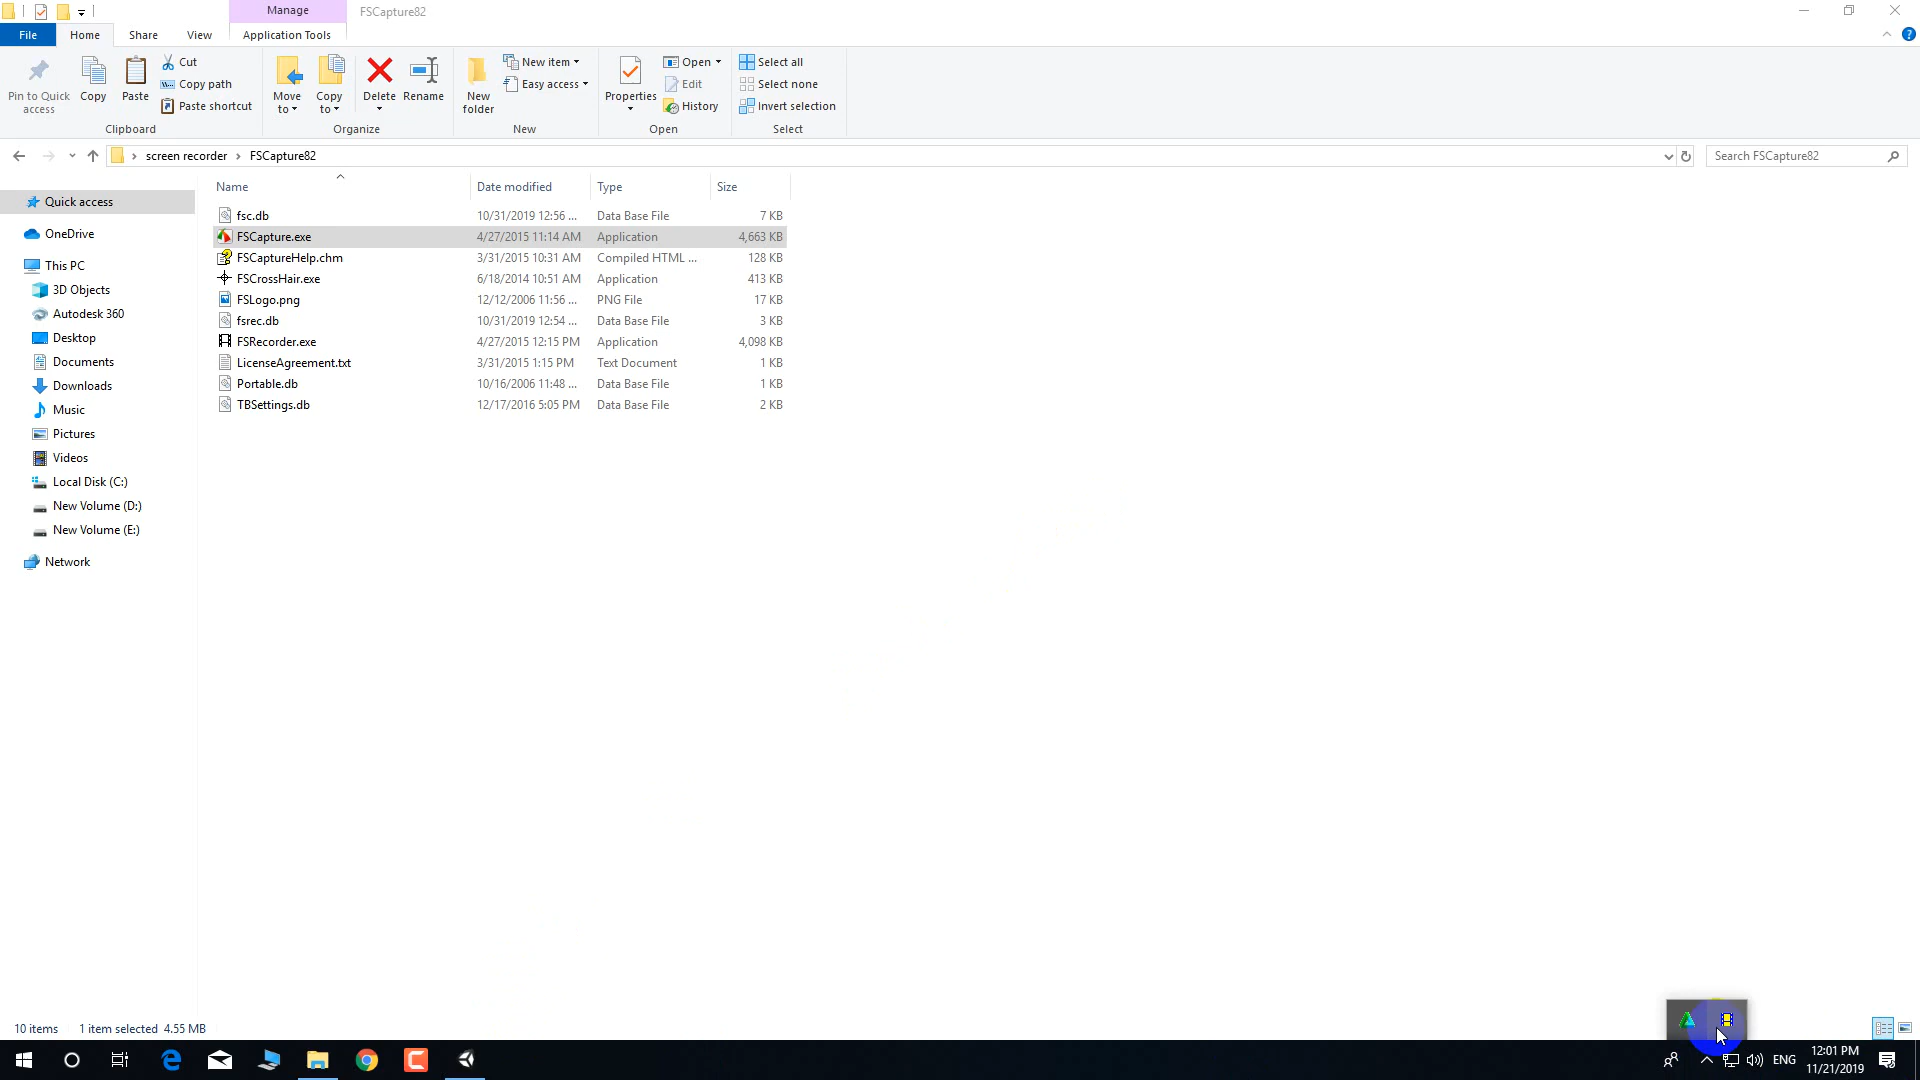 Manage
FSCapture82
File
Home
Share
View
Application Tools
Pin to Quick access
Copy
Paste
Cut
Copy path
Paste shortcut
Clipboard
Move to
Copy to
Delete
Rename
Organize
New folder
New item
Easy access
New
Properties
Open
Edit
History
Open
Select all
Select none
Invert selection
Select
screen recorder
FSCapture82
Search FSCapture82
Name Date modified Type Size
fsc.db 10/31/2019 12:56 ... Data Base File 7 KB
FSCapture.exe 4/27/2015 11:14 AM Application 4,663 KB
FSCaptureHelp.chm 3/31/2015 10:31 AM Compiled HTML ... 128 KB
FSCrossHair.exe 6/18/2014 10:51 AM Application 413 KB
FSLogo.png 12/12/2006 11:56 ... PNG File 17 KB
fsrec.db 10/31/2019 12:54 ... Data Base File 3 KB
FSRecorder.exe 4/27/2015 12:15 PM Application 4,098 KB
LicenseAgreement.txt 3/31/2015 1:15 PM Text Document 1 KB
Portable.db 10/16/2006 11:48 ... Data Base File 1 KB
TBSettings.db 12/17/2016 5:05 PM Data Base File 2 KB
Quick access
OneDrive
This PC
3D Objects
Autodesk 360
Desktop
Documents
Downloads
Music
Pictures
Videos
Local Disk (C:)
New Volume (D:)
New Volume (E:)
Network
10 items 1 item selected 4.55 MB
ENG
12:01 PM
11/21/2019